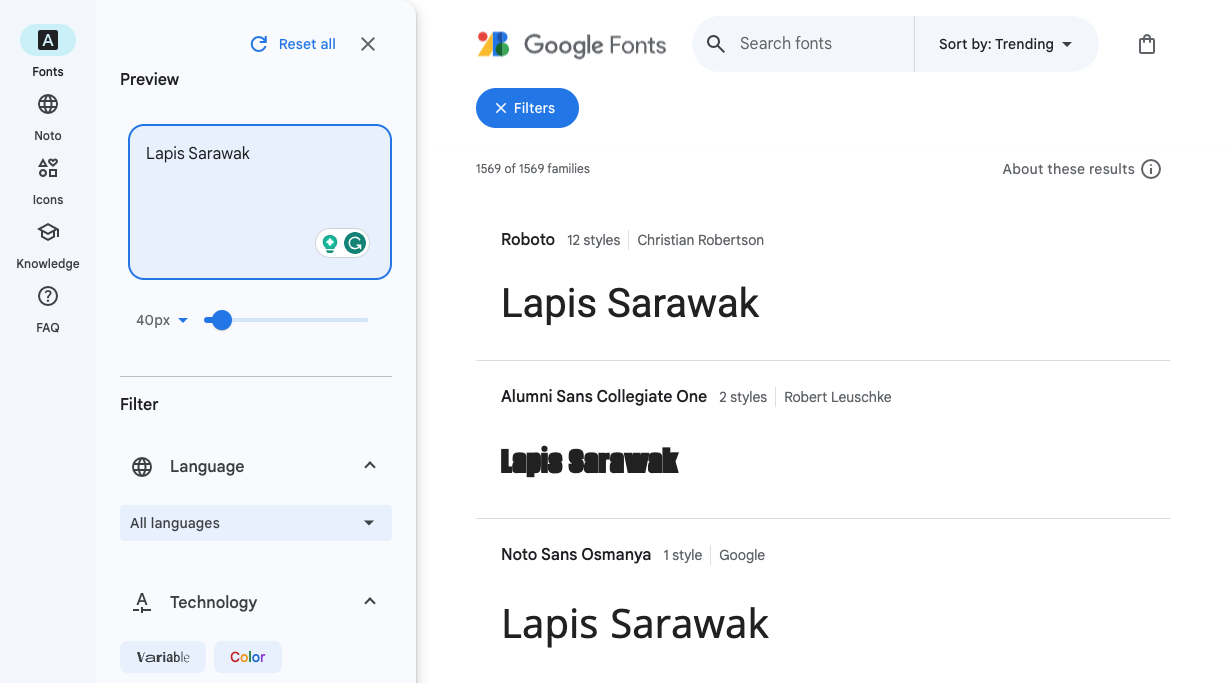 Fonts
Noto
Icons
Knowledge
FAQ
Reset all
Preview
Lapis Sarawak
40px
Filter
Language
All languages
Technology
Variable
Color
Google Fonts
Search fonts
Sort by: Trending
Filters
1569 of 1569 families
About these results
Roboto 12 styles Christian Robertson
Lapis Sarawak
Alumni Sans Collegiate One 2 styles Robert Leuschke
Lapis Sarawak
Noto Sans Osmanya 1 style Google
Lapis Sarawak